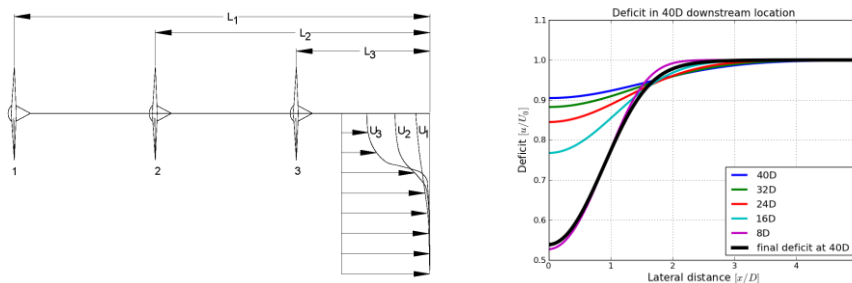 L1
L2
L3
U3
U2
U1
1
2
3
Deficit in 40D downstream location
Deficit [u/U0]
1.1
1.0
0.9
0.8
0.7
0.6
0.5
40D
32D
24D
16D
8D
final deficit at 40D
0
1
2
3
4
Lateral distance [x/D]